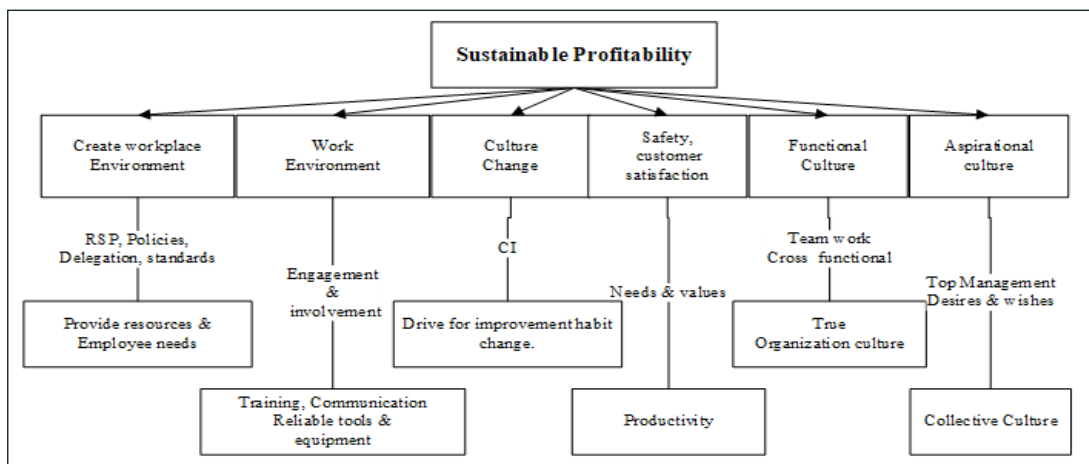 Sustainable Profitability
Create workplace
Environment
Work
Environment
Culture
Change
Safety,
customer
satisfaction
Functional
Culture
Aspirational
culture
RSP, Policies,
Delegation, standards
Engagement
&
involvement
CI
Needs & values
Team work
Cross functional
Top Management
Desires & wishes
Provide resources &
Employee needs
Drive for improvement habit
change.
True
Organization culture
Training, Communication
Reliable tools &
equipment
Productivity
Collective Culture